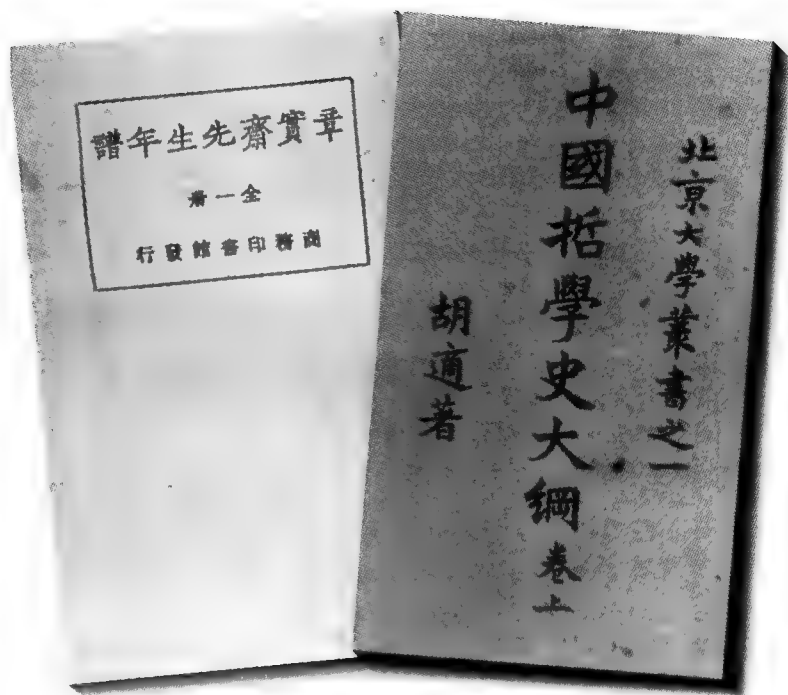 章實齋先生年譜
全一冊
商務印書館發行
北京大學叢書之一
中國哲學史大綱卷上
胡適著